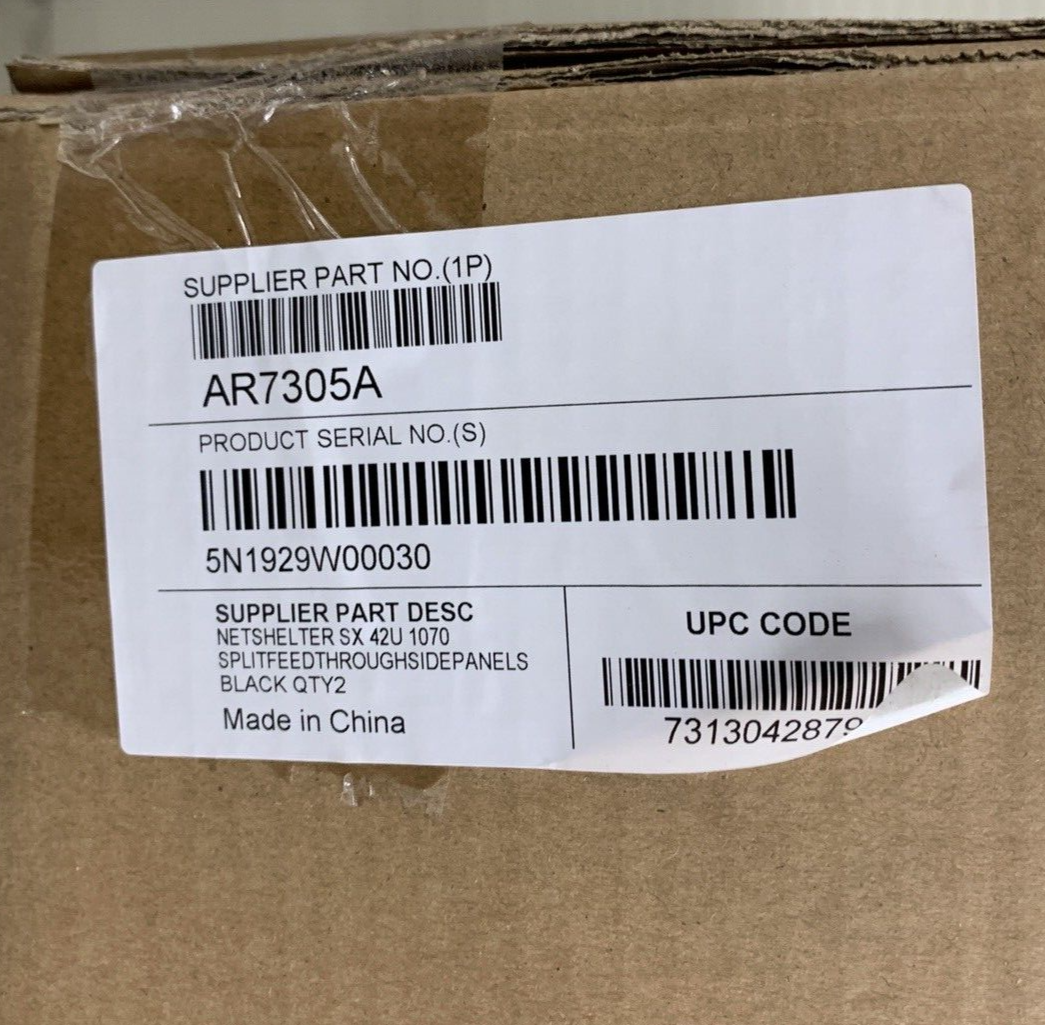 SUPPLIER PART NO.(1P)
AR7305A
PRODUCT SERIAL NO.(S)
5N1929W00030
SUPPLIER PART DESC
NETSHELTER SX 42U 1070
SPLITFEEDTHROUGHSIDEPANELS
BLACK QTY2
Made in China
UPC CODE
7313042879